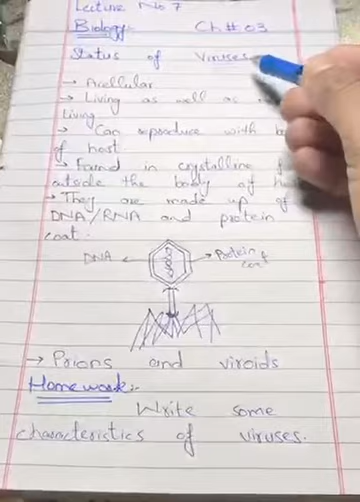 Lecture No 7
Biology Ch # 03
Status of Viruses
→ Acellular
→ Living as well as
Living
→ Can reproduce with
of host.
→ Found in crystalline
outside the body of
→ They are made up of
DNA/RNA and protein
coat.
DNA Protein
coat
→ Prions and viroids
Homework:-
Write some
characteristics of viruses.